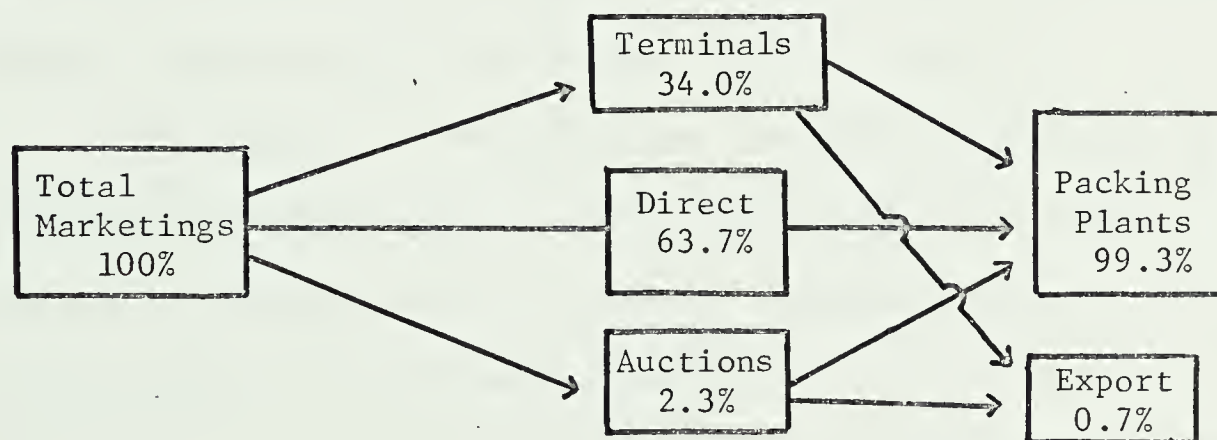 Total
Marketings
100%
Terminals
34.0%
Direct
63.7%
Auctions
2.3%
Packing
Plants
99.3%
Export
0.7%